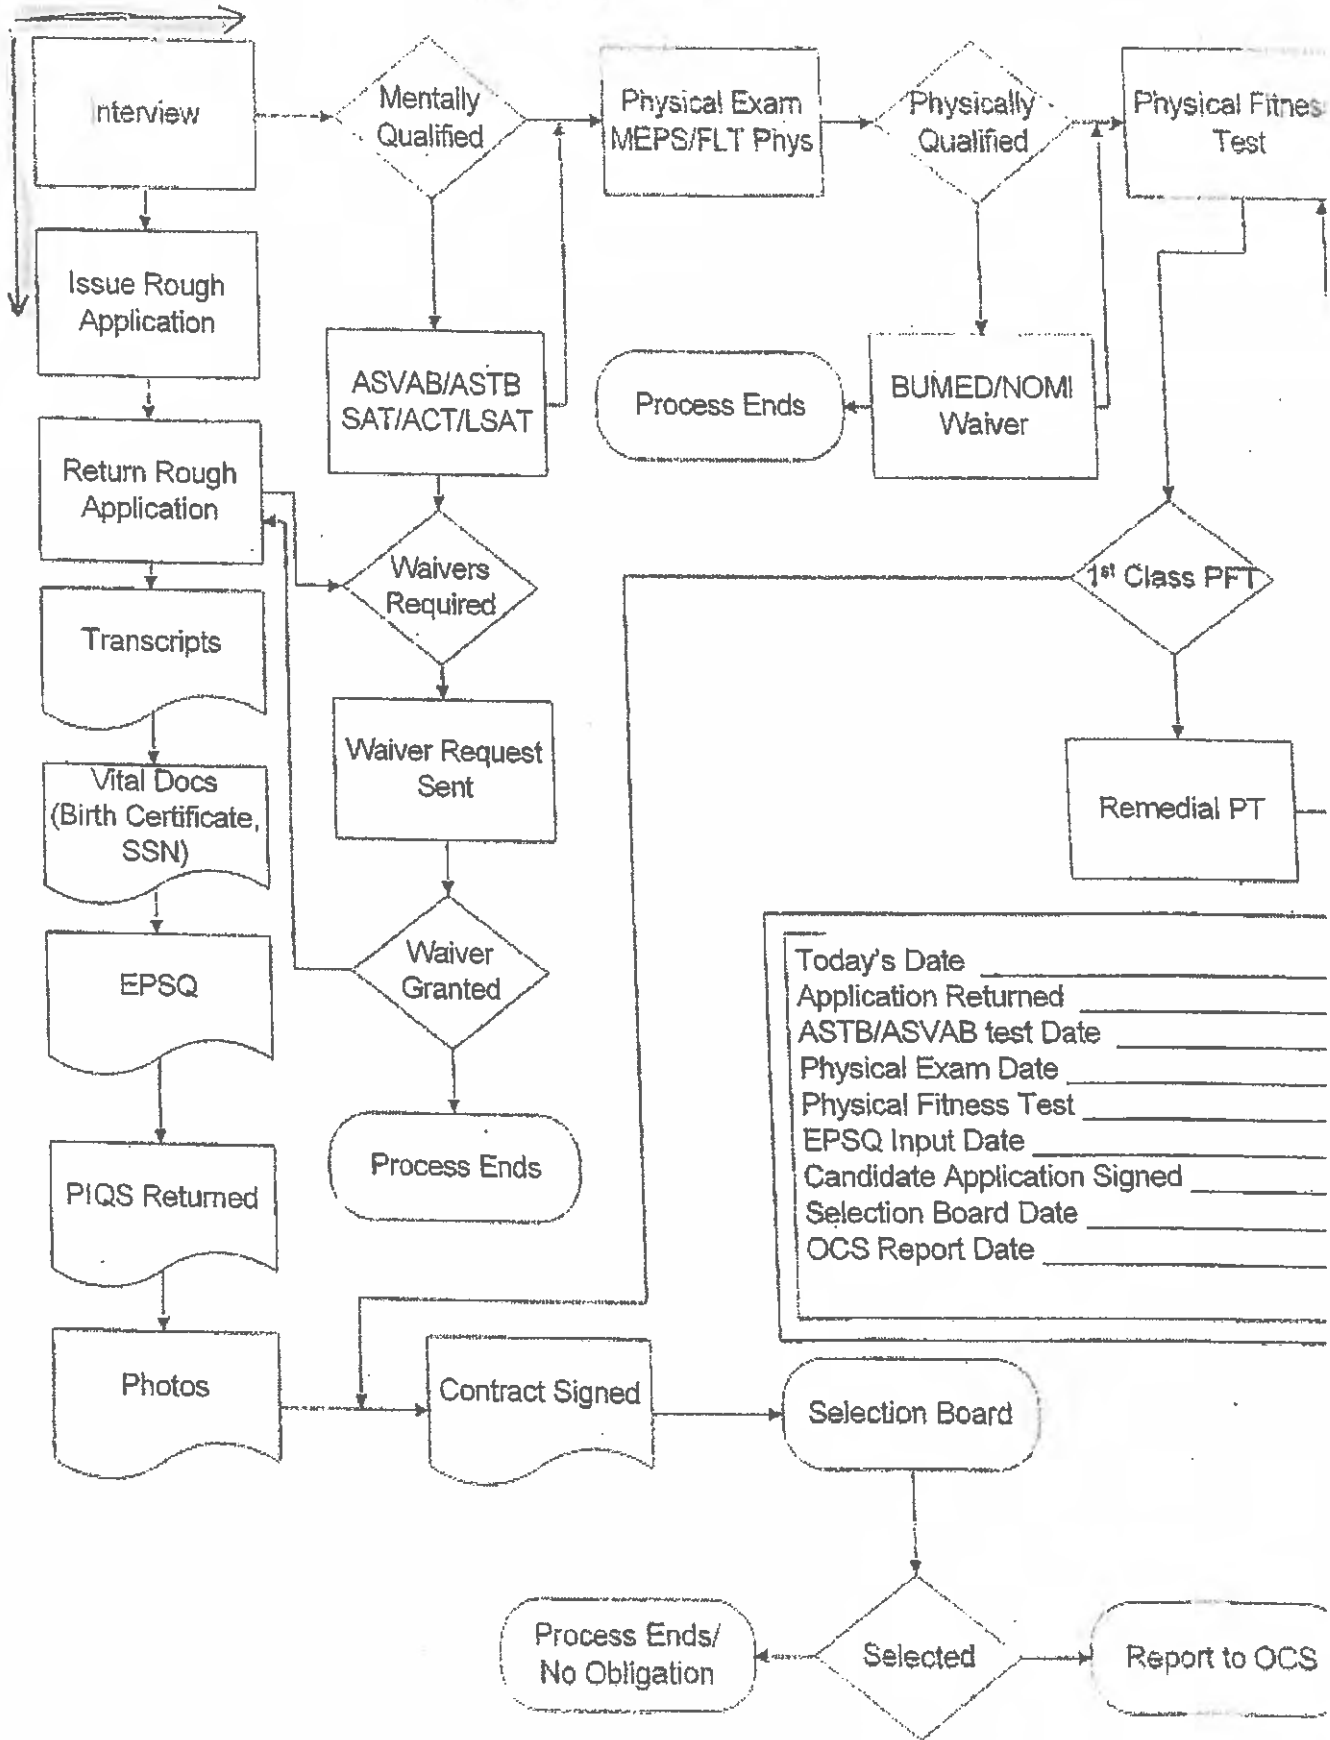 Interview
Mentally
Qualified
Physical Exam
MEPS/FLT Phys
Physically
Qualified
Physical Fitnes
Test
Issue Rough
Application
ASVAB/ASTB
SAT/ACT/LSAT
Process Ends
BUMED/NOMI
Waiver
Return Rough
Application
Waivers
Required
1st Class PFT
Transcripts
Waiver Request
Sent
Remedial PT
Vital Docs
(Birth Certificate,
SSN)
Waiver
Granted
EPSQ
Today's Date
Application Returned
ASTB/ASVAB test Date
Physical Exam Date
Physical Fitness Test
EPSQ Input Date
Candidate Application Signed
Selection Board Date
OCS Report Date
Process Ends
PIQS Returned
Photos
Contract Signed
Selection Board
Process Ends/
No Obligation
Selected
Report to OCS